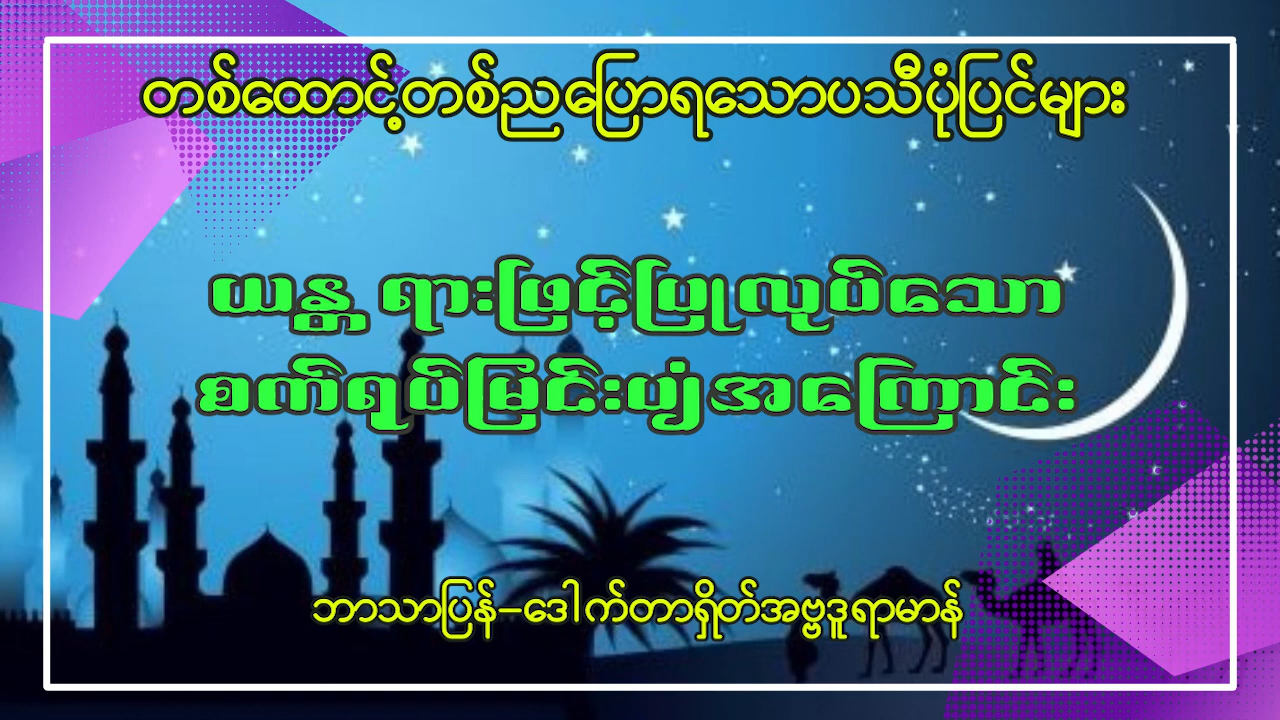 တစ်ထောင့်တစ်ညပြောရသောပသီပုံပြင်များ
ယန္တ ရားဖြင့်ပြုလုပ်သော
စက်ရုပ်မြင်းပျံအကြောင်း
ဘာသာပြန်-ဒေါက်တာရှိတ်အဗ္ဗဒူရာမာန်